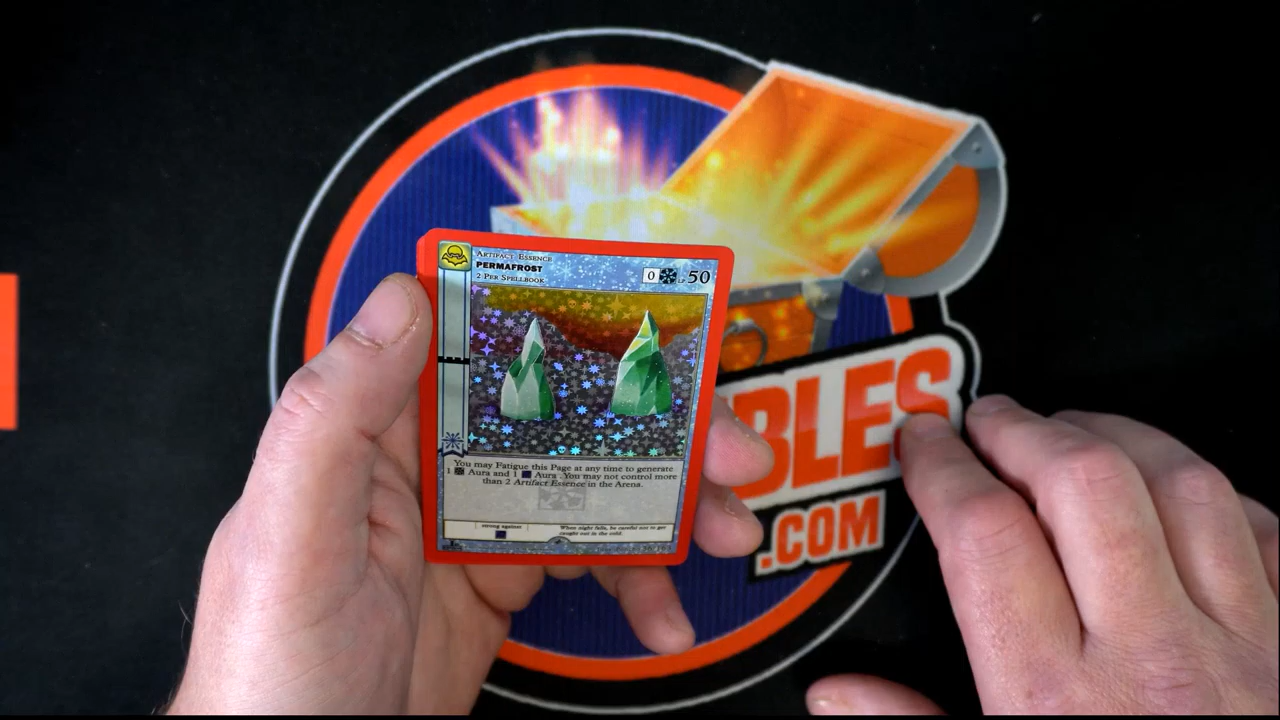 ARTIFACT ESSENCE
PERMAFROST
2 PER SPELLBOOK
0 LP 50
You may Fatigue this Page at any time to generate
1 Aura and 1 Aura . You may not control more
than 2 Artifact Essence in the Arena.
strong against
When night falls, be careful not to get
caught out in the cold.
BLES
.COM